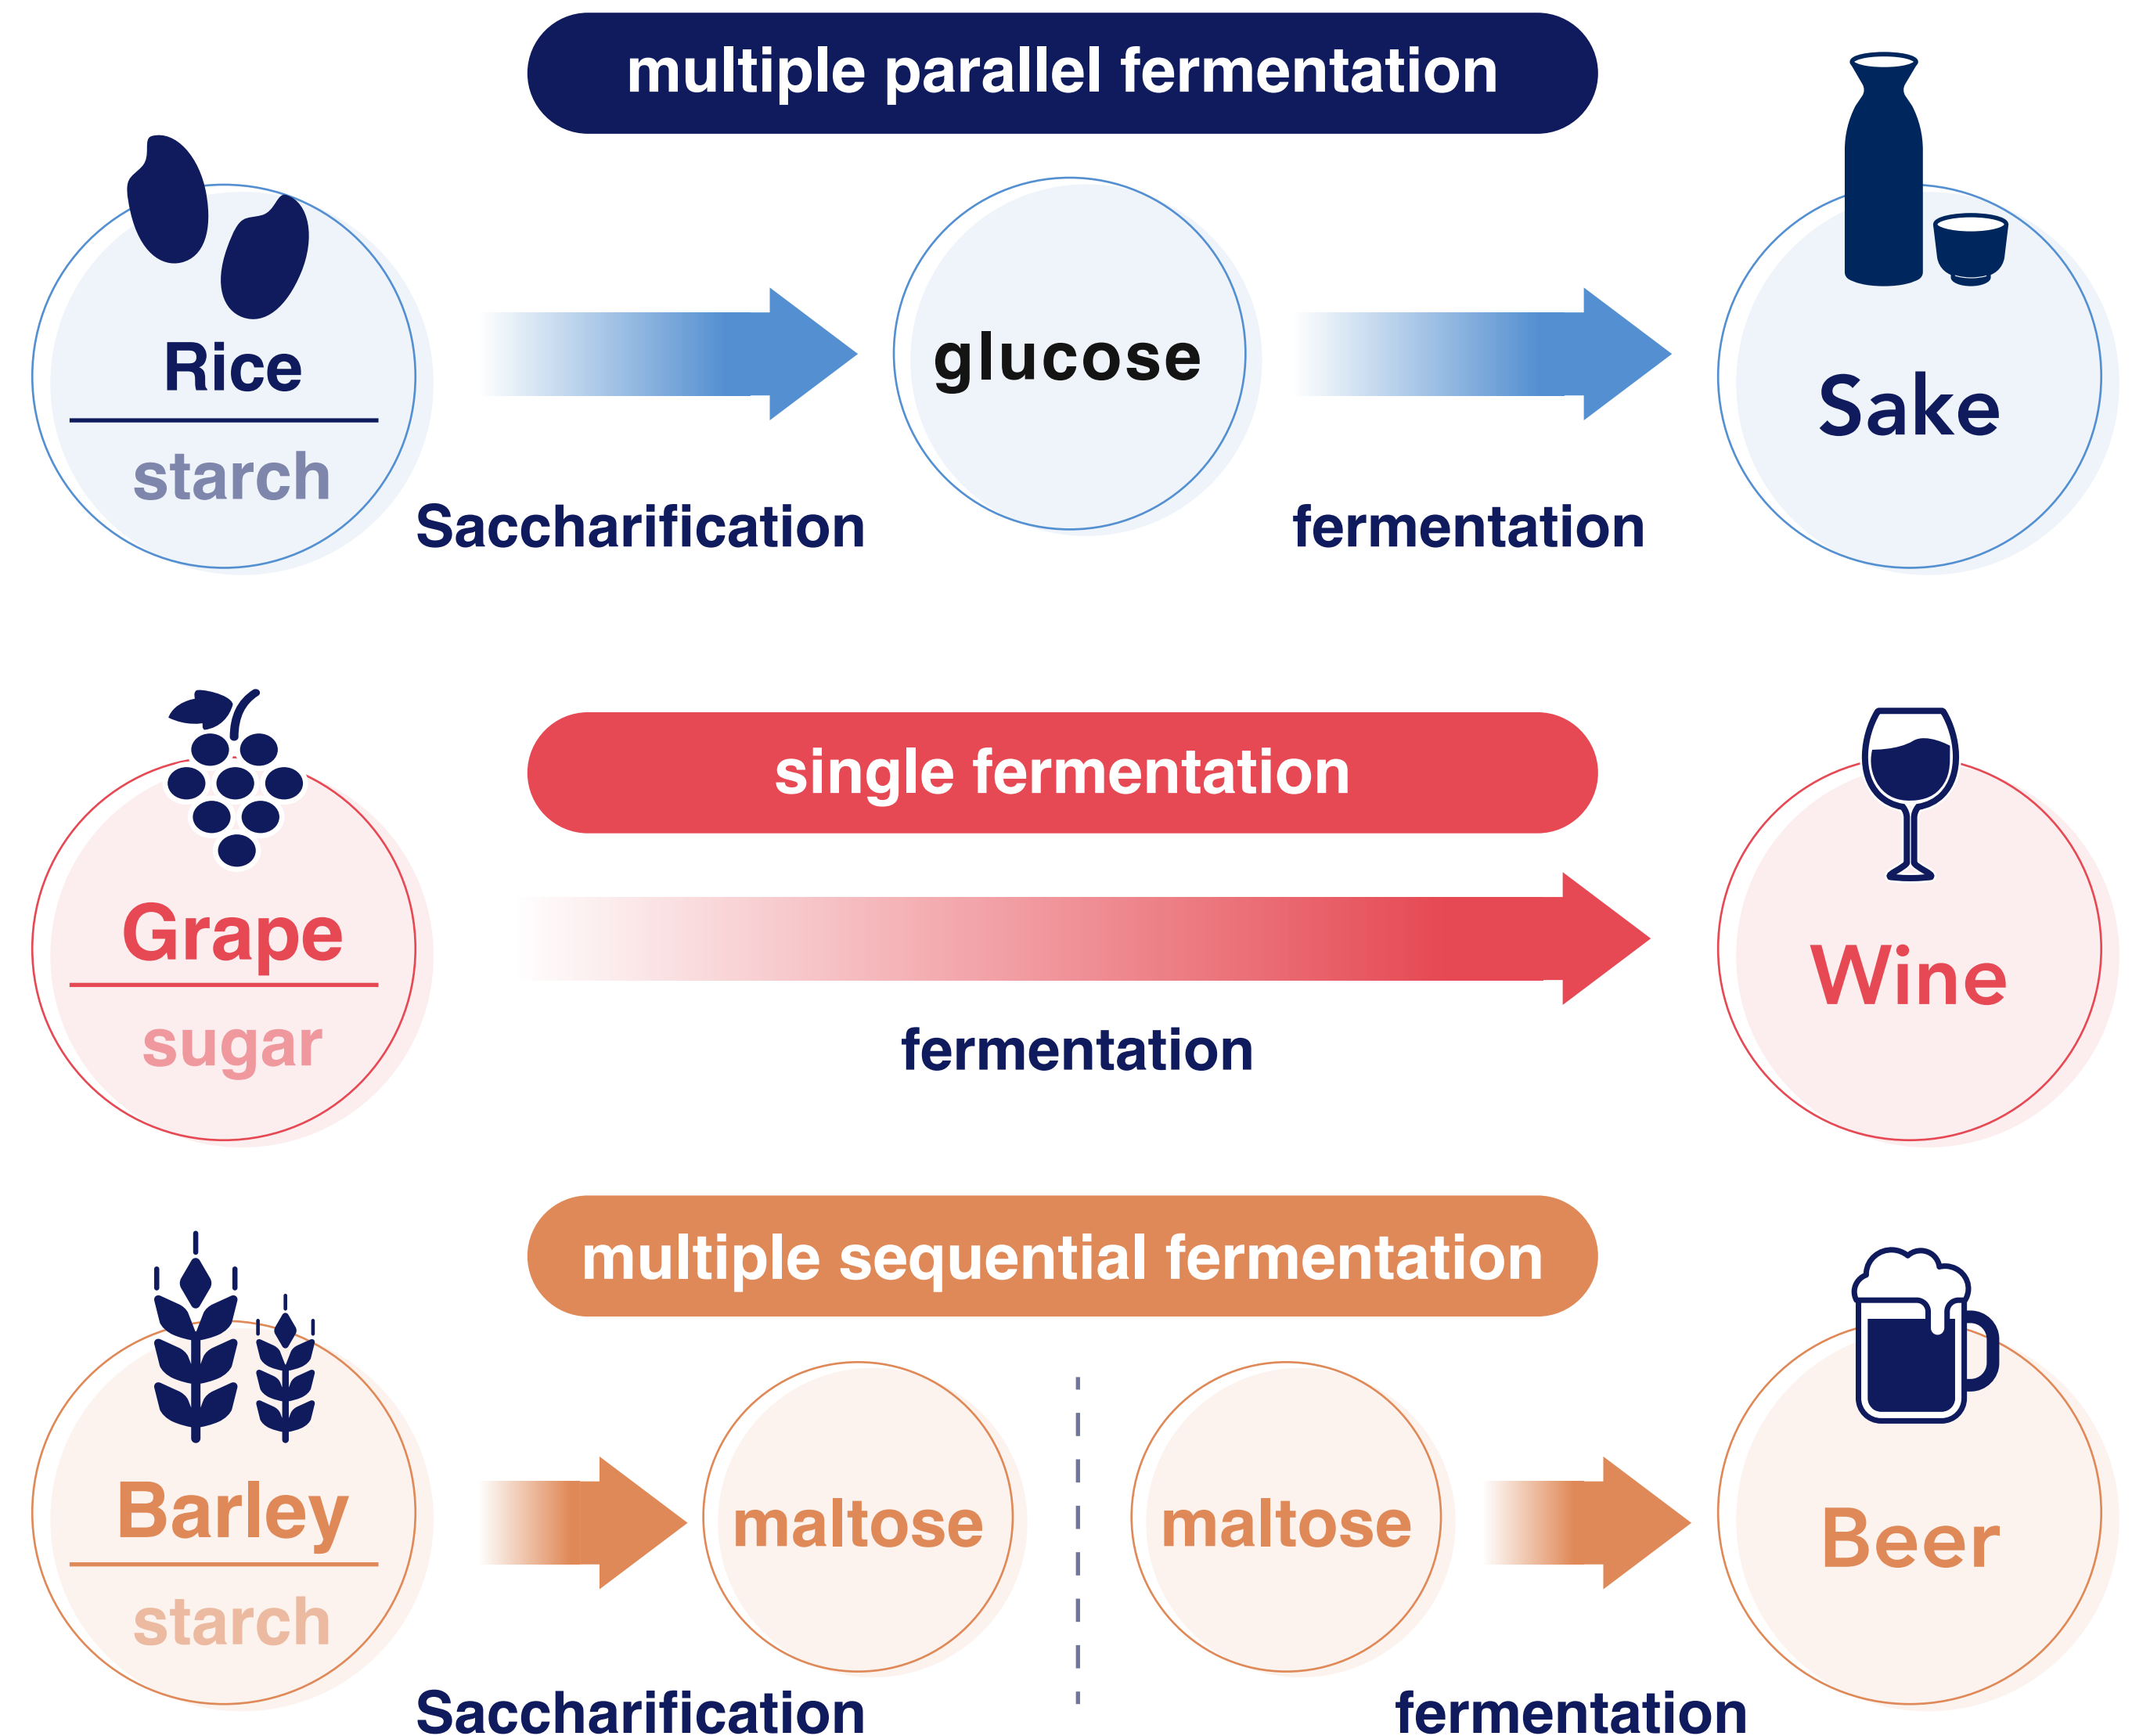 multiple parallel fermentation
Rice
starch
Saccharification
glucose
fermentation
Sake
single fermentation
Grape
sugar
fermentation
Wine
multiple sequential fermentation
Barley
starch
Saccharification
maltose
maltose
fermentation
Beer